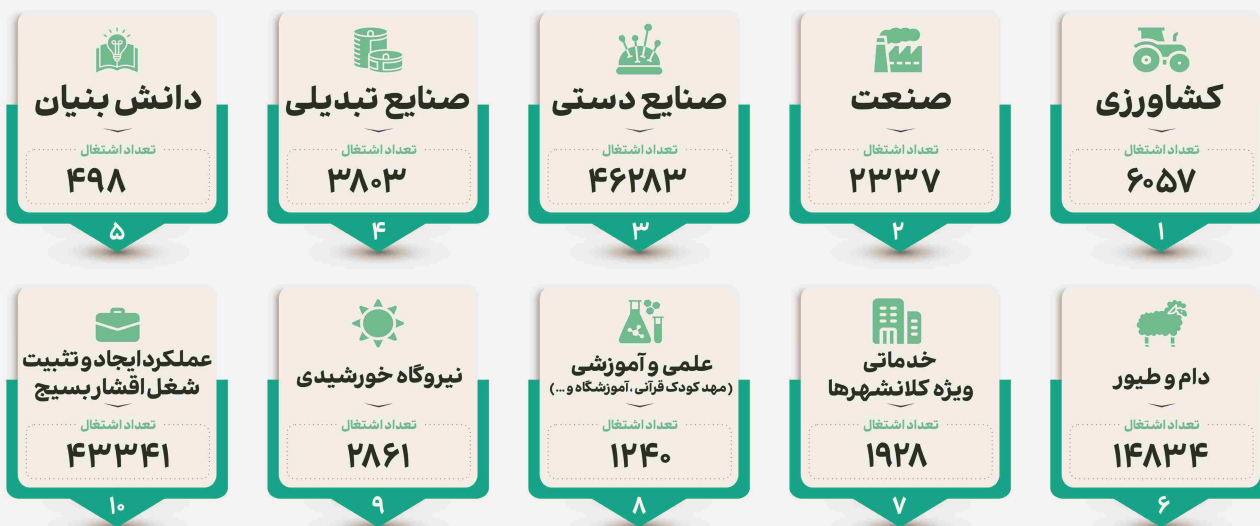 کشاورزی
تعداد اشتغال
۶۰۵۷
۱
صنعت
تعداد اشتغال
۲۳۳۷
۲
صنایع دستی
تعداد اشتغال
۴۶۲۸۳
۳
صنایع تبدیلی
تعداد اشتغال
۳۸۰۳
۴
دانش بنیان
تعداد اشتغال
۴۹۸
۵
دام و طیور
تعداد اشتغال
۱۴۸۳۴
۶
خدماتی
ویژه کلانشهرها
تعداد اشتغال
۱۹۲۸
۷
علمی و آموزشی
(مهد کودک قرآنی، آموزشگاه و ...)
تعداد اشتغال
۱۲۴۰
۸
نیروگاه خورشیدی
تعداد اشتغال
۲۸۶۱
۹
عملکرد ایجاد و تثبیت
شغل اقشار بسیج
تعداد اشتغال
۴۳۳۴۱
۱۰